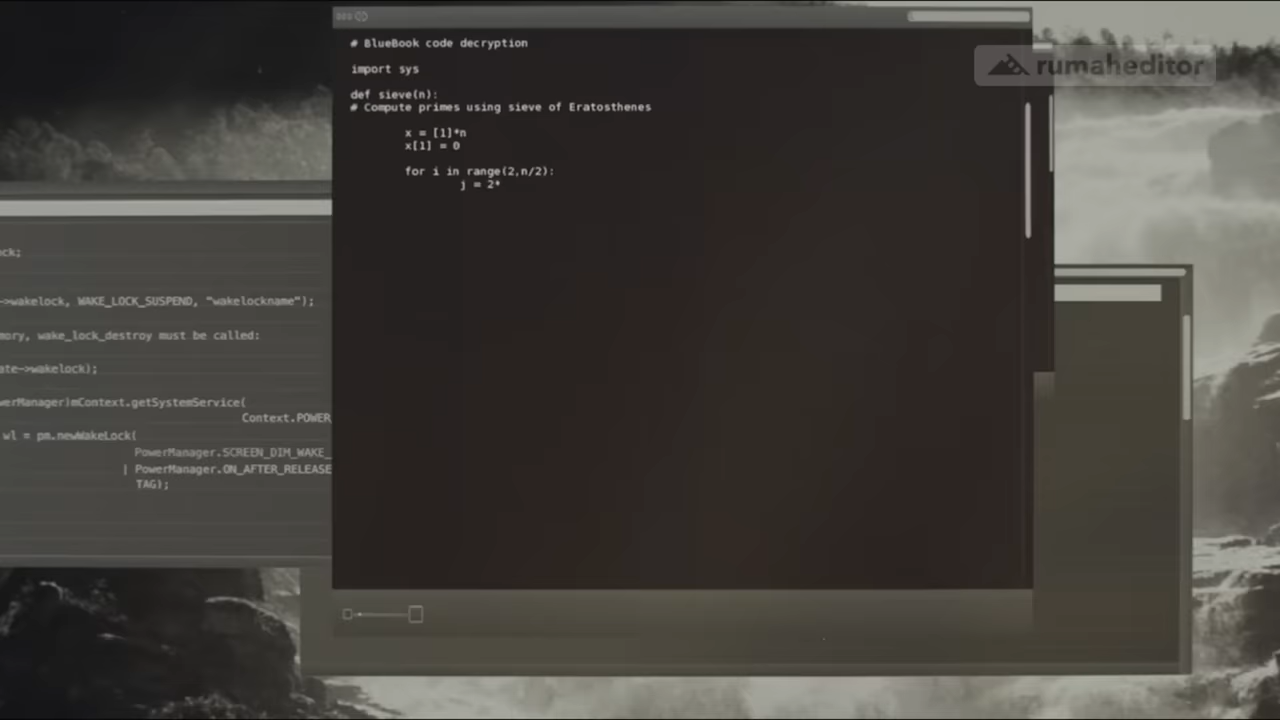 # BlueBook code decryption
import sys
def sieve(n):
# Compute primes using sieve of Eratosthenes
x = [1]*n
x[1] = 0
for i in range(2,n/2):
j = 2*
rumaheditor
ck;
->wakelock, WAKE_LOCK_SUSPEND, "wakelockname");
mory, wake_lock_destroy must be called:
ate->wakelock);
werManager)mContext.getSystemService(
Context.POWER_
wl = pm.newWakeLock(
PowerManager.SCREEN_DIM_WAKE_
| PowerManager.ON_AFTER_RELEASE
TAG);